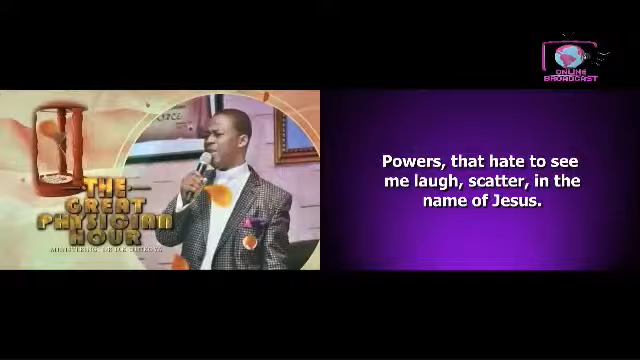 ONLINE
BROADCAST
THE
GREAT
PHYSICIAN
HOUR
Powers, that hate to see
me laugh, scatter, in the
name of Jesus.